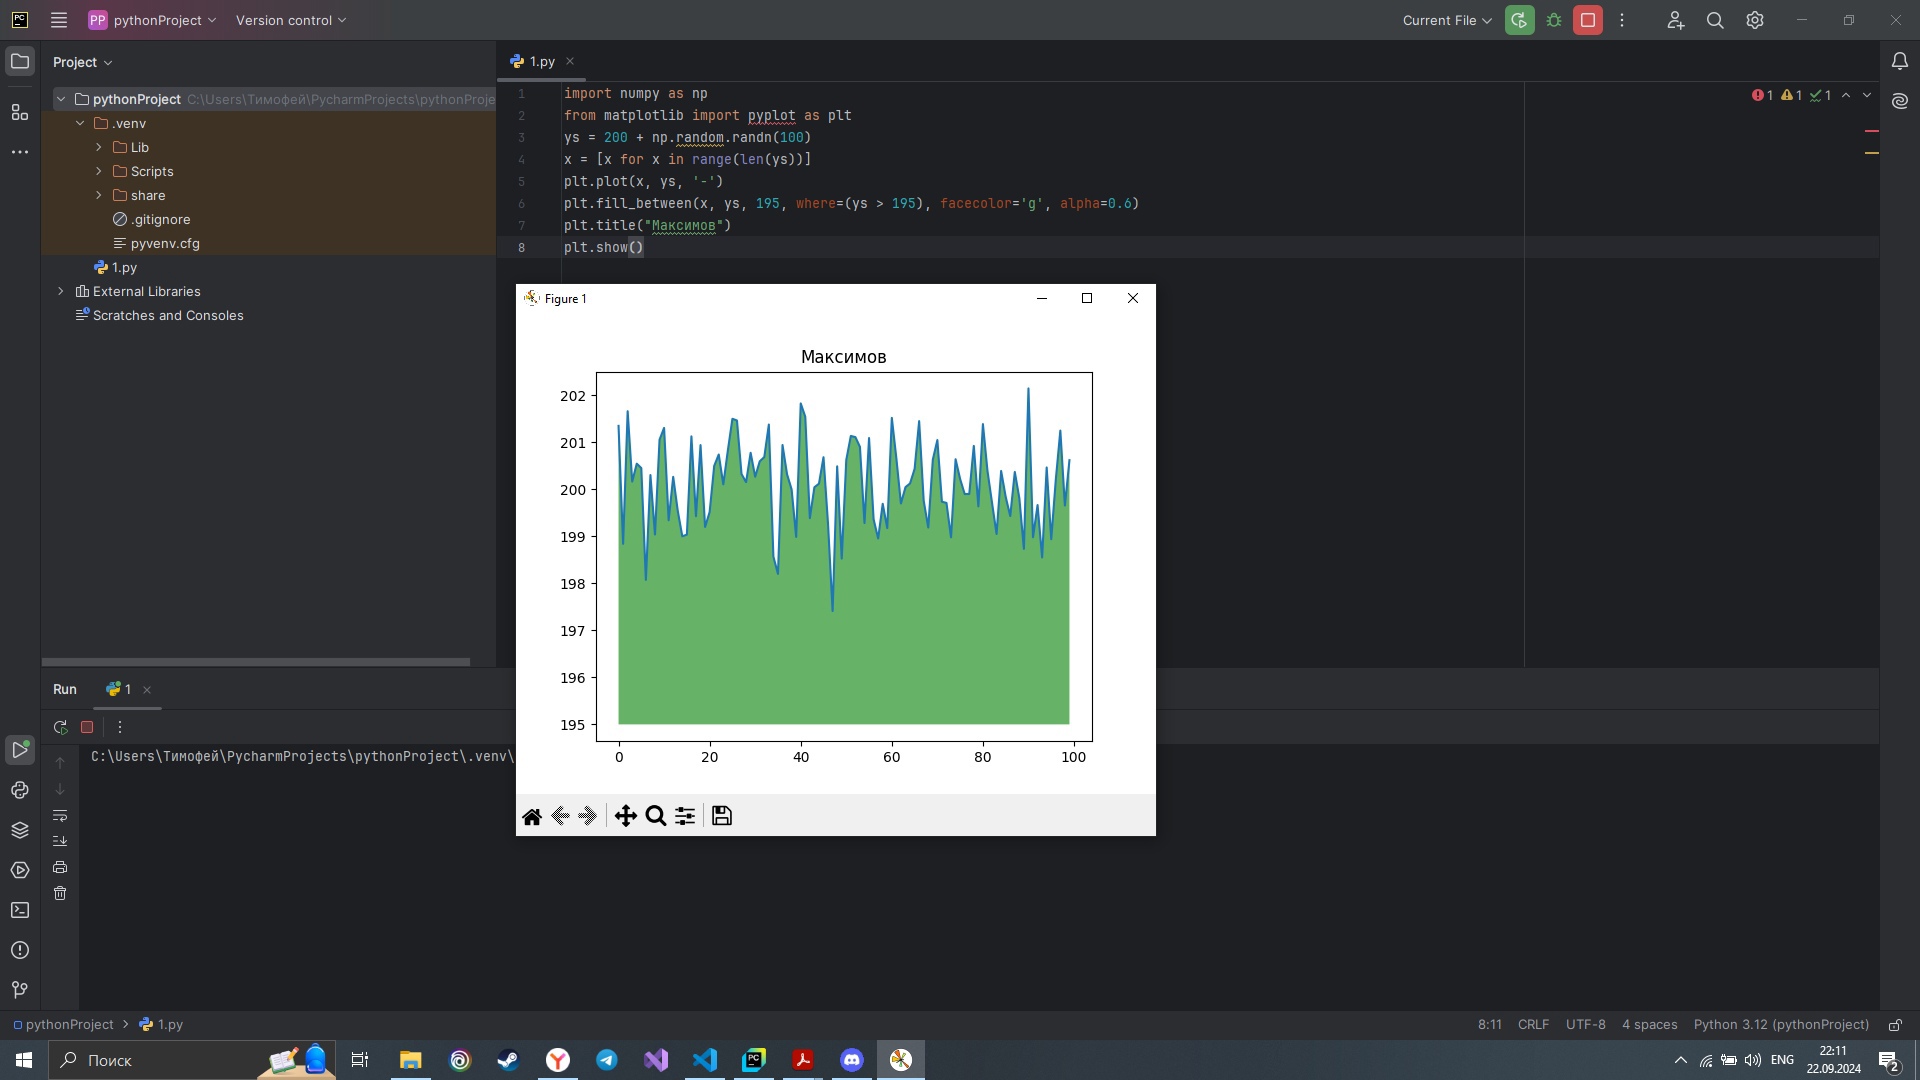 PC
PP pythonProject
Version control
Current File
Project
1.py
pythonProject C:\Users\Тимофей\PycharmProjects\pythonProje
.venv
Lib
Scripts
share
.gitignore
pyvenv.cfg
1.py
External Libraries
Scratches and Consoles
1 import numpy as np
2 from matplotlib import pyplot as plt
3 ys = 200 + np.random.randn(100)
4 x = [x for x in range(len(ys))]
5 plt.plot(x, ys, '-')
6 plt.fill_between(x, ys, 195, where=(ys > 195), facecolor='g', alpha=0.6)
7 plt.title("Максимов")
8 plt.show()
1 1 1
Figure 1
Максимов
202
201
200
199
198
197
196
195
0 20 40 60 80 100
Run
1
C:\Users\Тимофей\PycharmProjects\pythonProject\.venv\
pythonProject > 1.py
8:11 CRLF UTF-8 4 spaces Python 3.12 (pythonProject)
Поиск
PC
ENG
22:11
22.09.2024
2